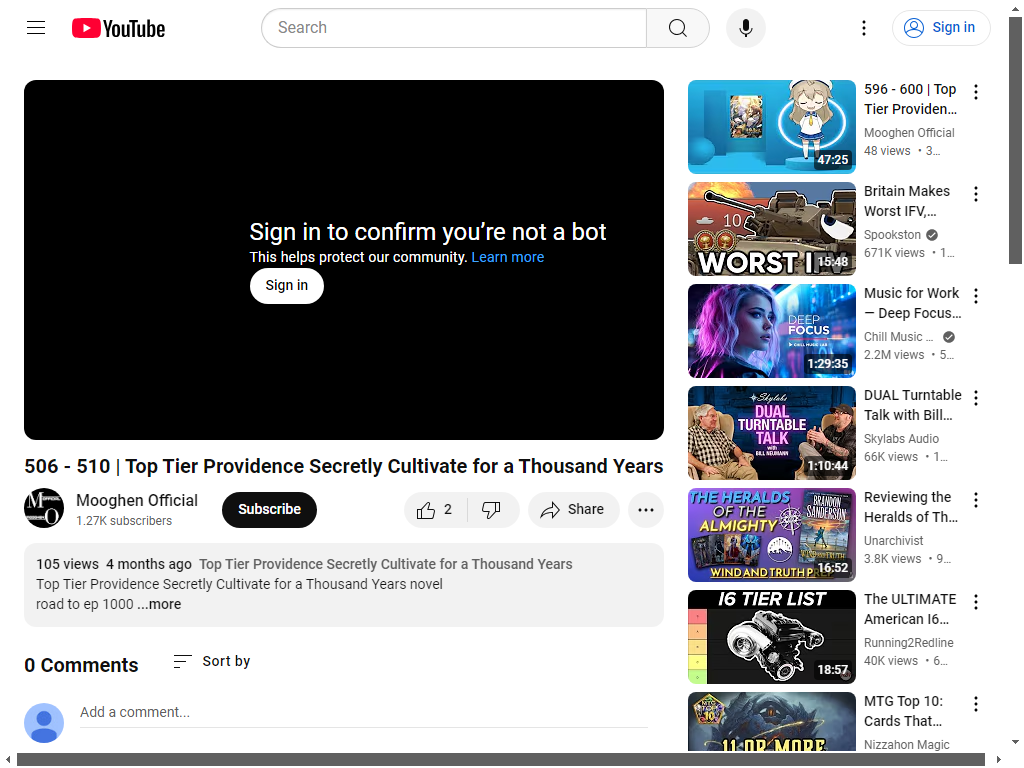 YouTube
Search
Sign in
Sign in to confirm you’re not a bot
This helps protect our community. Learn more
Sign in
506 - 510 | Top Tier Providence Secretly Cultivate for a Thousand Years
Mooghen Official
1.27K subscribers
Subscribe
2
Share
105 views 4 months ago Top Tier Providence Secretly Cultivate for a Thousand Years
Top Tier Providence Secretly Cultivate for a Thousand Years novel
road to ep 1000 ...more
0 Comments
Sort by
Add a comment...
47:25
596 - 600 | Top
Tier Providen...
Mooghen Official
48 views • 3...
10
WORST IFV
15:48
Britain Makes
Worst IFV,...
Spookston
671K views • 1...
DEEP
FOCUS
CHILL MUSIC LAB
1:29:35
Music for Work
— Deep Focus...
Chill Music ...
2.2M views • 5...
Skylabs
DUAL
TURNTABLE
TALK
with
BILL NEUMANN
1:10:44
DUAL Turntable
Talk with Bill...
Skylabs Audio
66K views • 1...
THE HERALDS
OF THE
ALMIGHTY
BRANDON
SANDERSON
WIND AND TRUTH PREP
16:52
Reviewing the
Heralds of Th...
Unarchivist
3.8K views • 9...
I6 TIER LIST
18:57
The ULTIMATE
American I6...
Running2Redline
40K views • 6...
MTG
TOP
10
11 OR MORE
MTG Top 10:
Cards That...
Nizzahon Magic